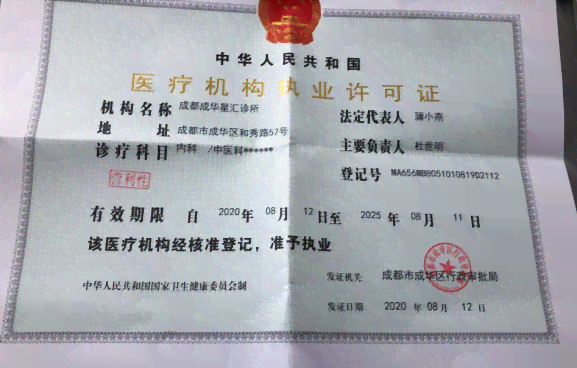 中华人民共和国
医疗机构执业许可证
机构名称 成都成华星汇诊所
法定代表人 蒲小燕
地址 成都市成华区和秀路57号
主要负责人 杜世明
诊疗科目 内科 /中医科******
登记号 MA656MB8051010819D2112
营利性
有效期限 自 2020 年 08 月 12 日至 2025 年 08 月 11 日
该医疗机构经核准登记，准予执业
发证机关 成都市成华区行政审批局
中华人民共和国国家卫生健康委员会制
发证日期 2020 年 08 月 12 日